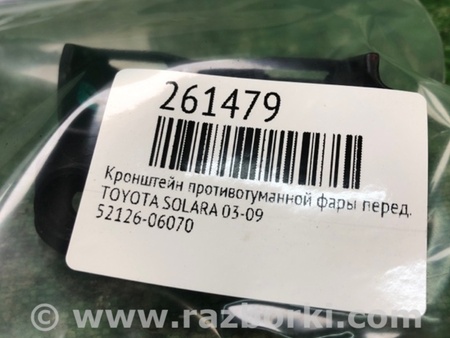 261479
Кронштейн противотуманной фары перед.
TOYOTA SOLARA 03-09
52126-06070
www.razborki.com